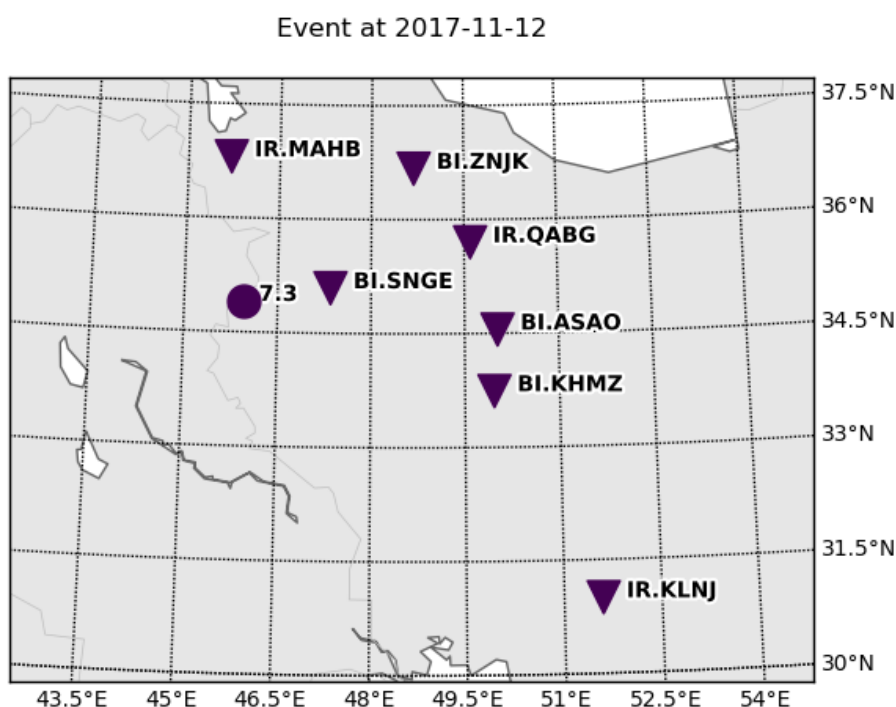 Event at 2017-11-12
37.5°N
IR.MAHB
BI.ZNJK
36°N
IR.QABG
BI.SNGE
7.3
BI.ASAO
34.5°N
BI.KHMZ
33°N
31.5°N
IR.KLNJ
30°N
43.5°E 45°E 46.5°E 48°E 49.5°E 51°E 52.5°E 54°E